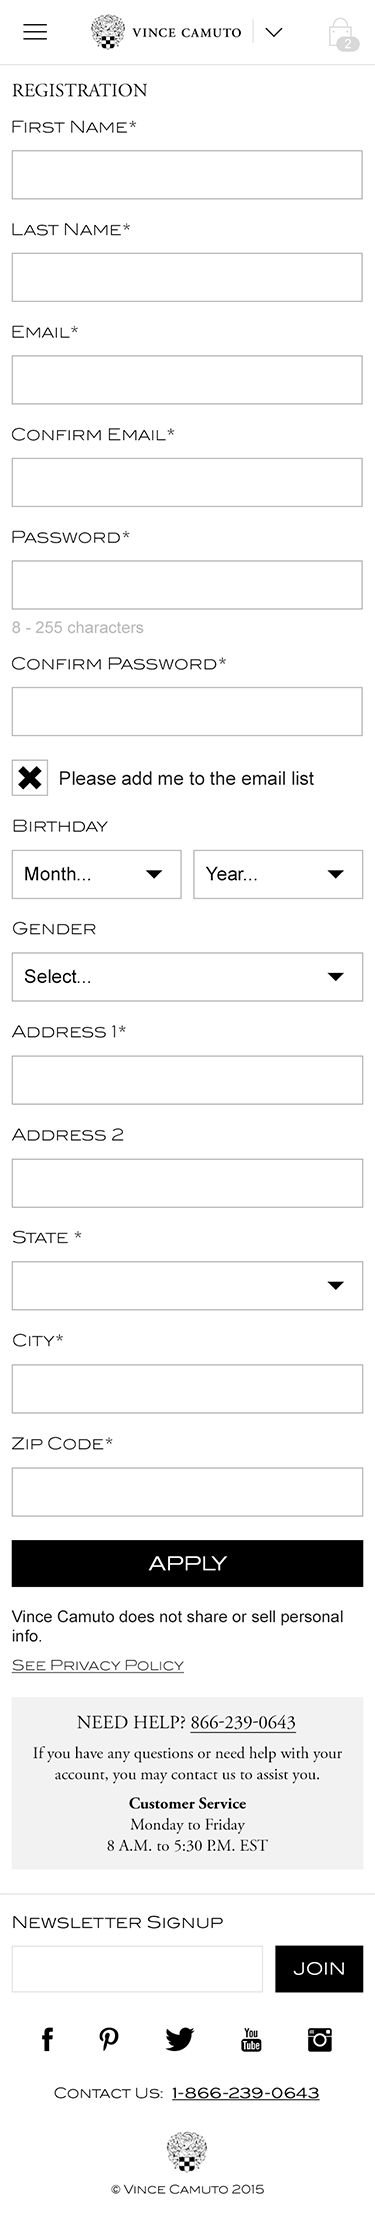 VINCE CAMUTO
2
REGISTRATION
FIRST NAME*
LAST NAME*
EMAIL*
CONFIRM EMAIL*
PASSWORD*
8 - 255 characters
CONFIRM PASSWORD*
Please add me to the email list
BIRTHDAY
Month... Year...
GENDER
Select...
ADDRESS 1*
ADDRESS 2
STATE *
CITY*
ZIP CODE*
APPLY
Vince Camuto does not share or sell personal
info.
SEE PRIVACY POLICY
NEED HELP? 866-239-0643
If you have any questions or need help with your
account, you may contact us to assist you.
Customer Service
Monday to Friday
8 A.M. to 5:30 P.M. EST
NEWSLETTER SIGNUP
JOIN
You
Tube
CONTACT US: 1-866-239-0643
© VINCE CAMUTO 2015